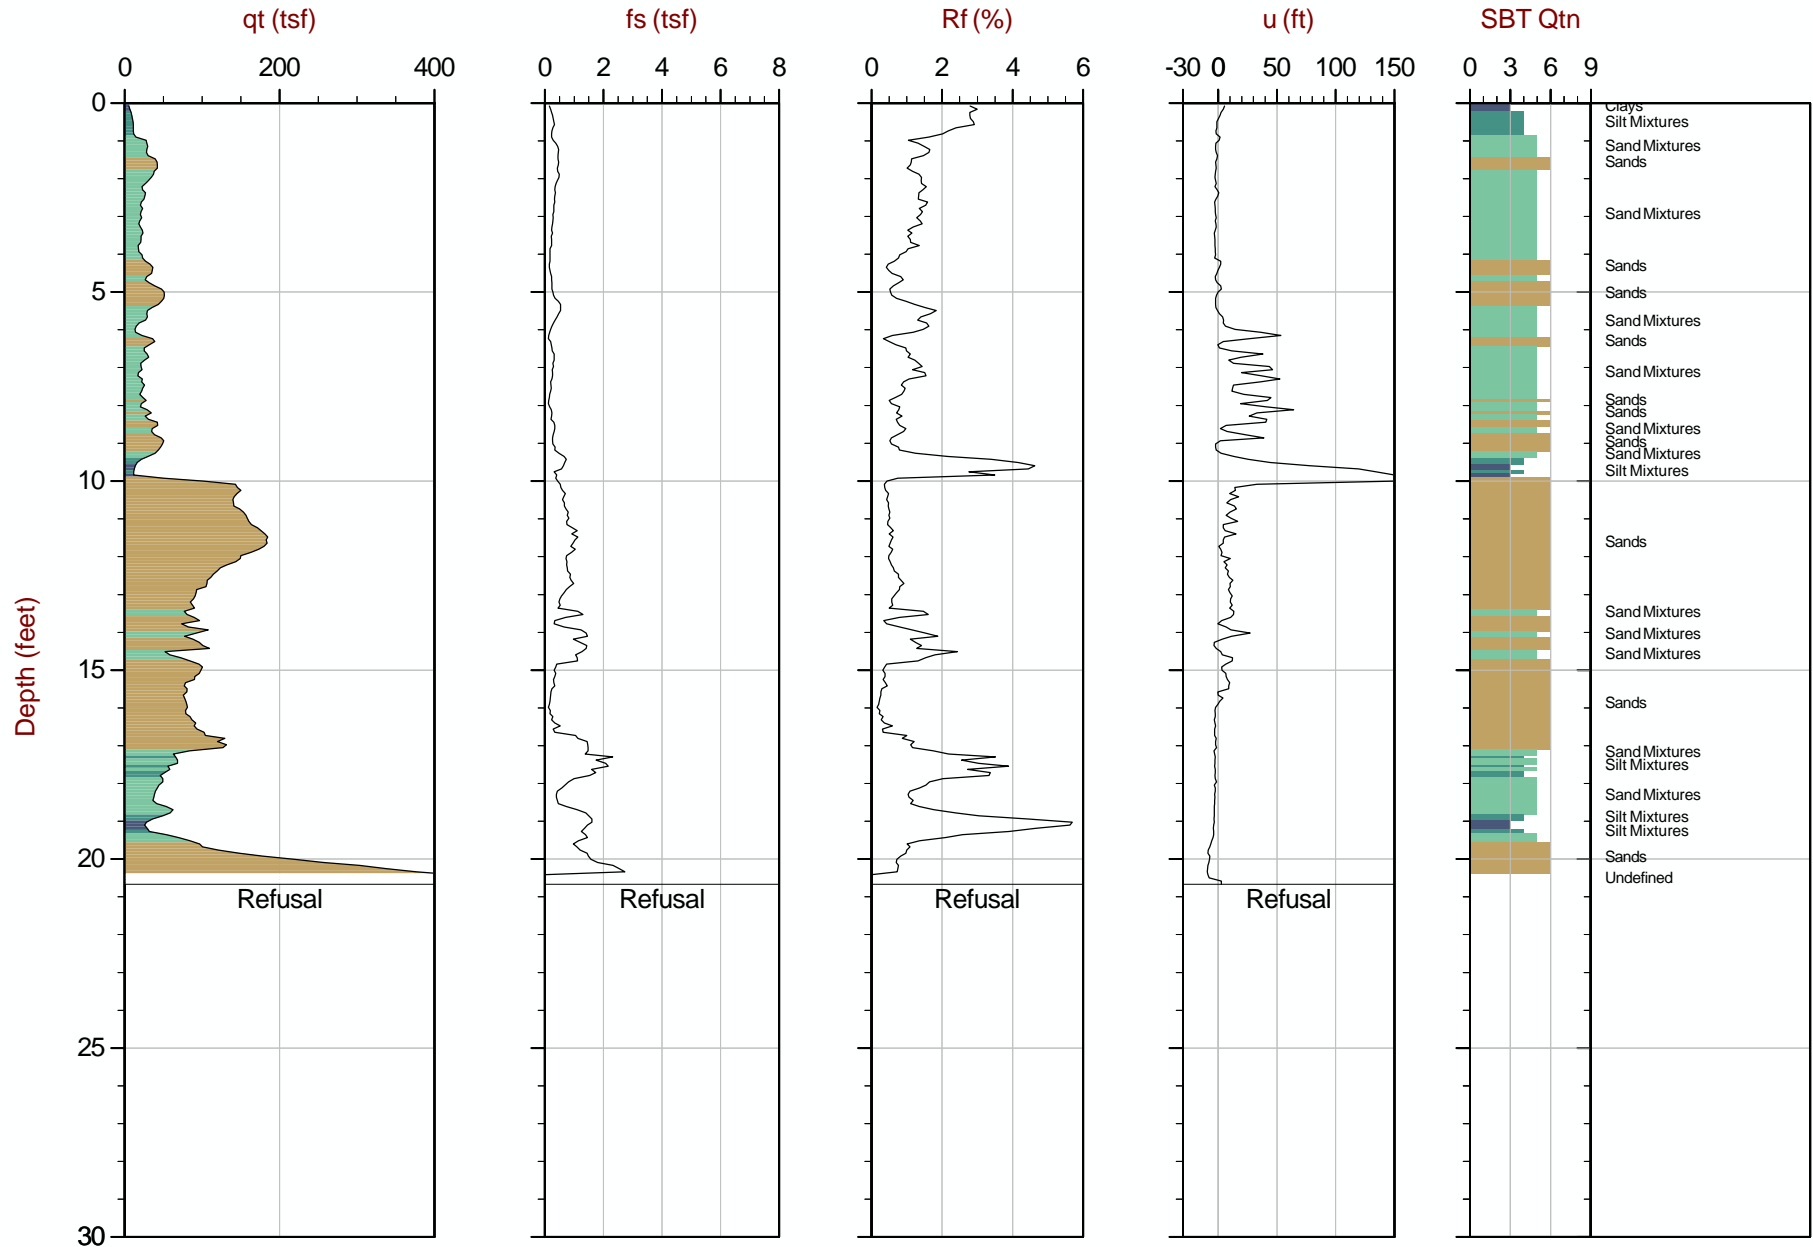 qt (tsf) fs (tsf) Rf (%) u (ft) SBT Qtn
0 200 400 0 2 4 6 8 0 2 4 6 -30 0 50 100 150 0 3 6 9
0
5
10
15
20
25
30
Depth (feet)
Clays
Silt Mixtures
Sand Mixtures
Sands
Sand Mixtures
Sands
Sands
Sand Mixtures
Sands
Sand Mixtures
Sands
Sands
Sand Mixtures
Sands
Sand Mixtures
Silt Mixtures
Sands
Sand Mixtures
Sand Mixtures
Sand Mixtures
Sands
Sand Mixtures
Silt Mixtures
Sand Mixtures
Silt Mixtures
Silt Mixtures
Sands
Undefined
Refusal Refusal Refusal Refusal